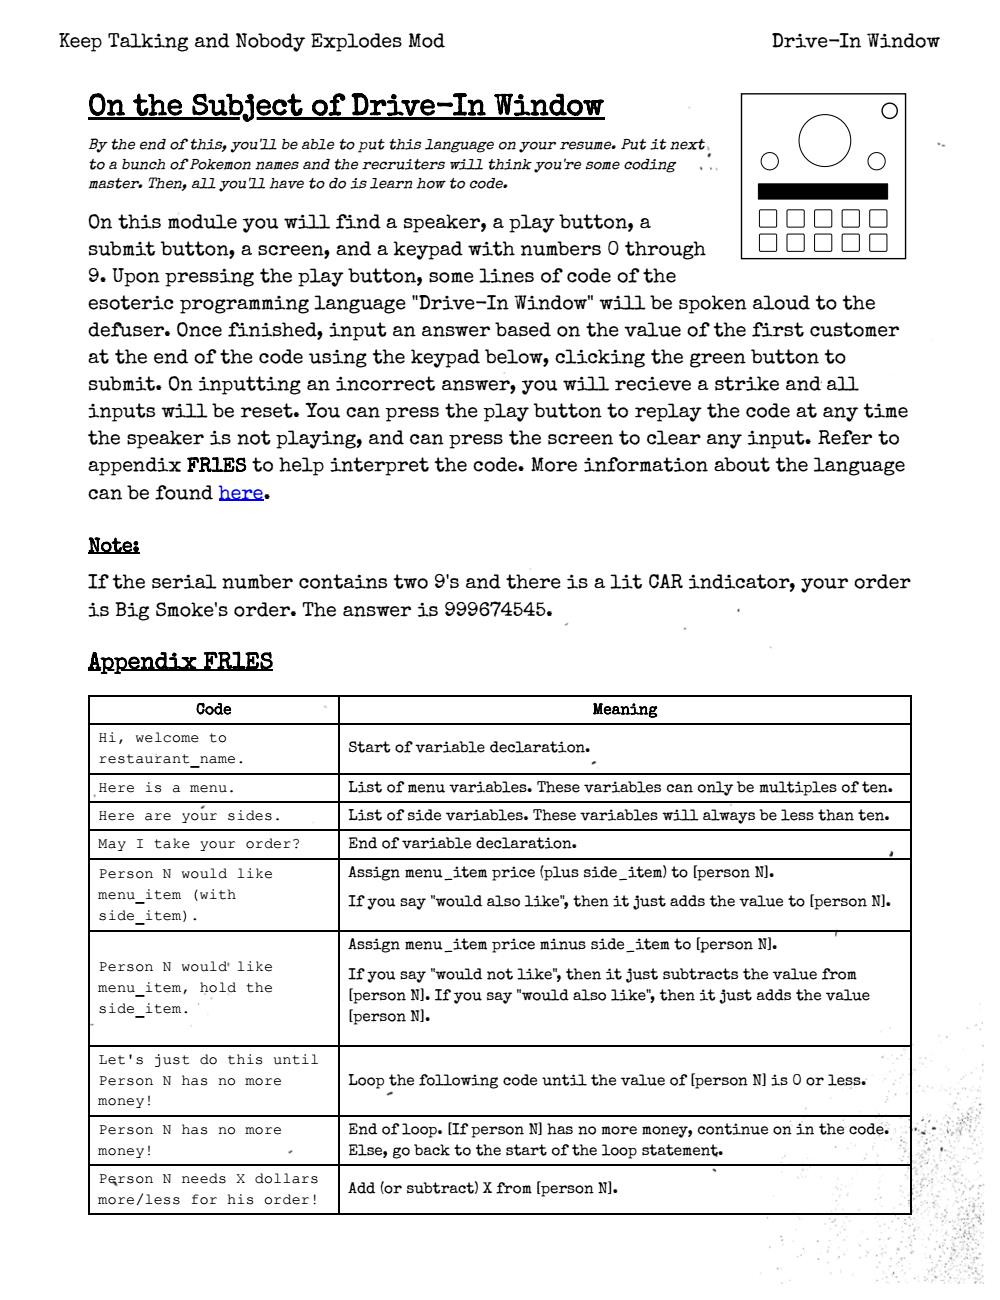 Keep Talking and Nobody Explodes Mod
Drive-In Window
On the Subject of Drive-In Window
By the end of this, you'll be able to put this language on your resume. Put it next
to a bunch of Pokemon names and the recruiters will think you're some coding
master. Then, all you'll have to do is learn how to code.
On this module you will find a speaker, a play button, a
submit button, a screen, and a keypad with numbers 0 through
9. Upon pressing the play button, some lines of code of the
esoteric programming language "Drive-In Window" will be spoken aloud to the
defuser. Once finished, input an answer based on the value of the first customer
at the end of the code using the keypad below, clicking the green button to
submit. On inputting an incorrect answer, you will recieve a strike and all
inputs will be reset. You can press the play button to replay the code at any time
the speaker is not playing, and can press the screen to clear any input. Refer to
appendix FR1ES to help interpret the code. More information about the language
can be found here.
Note:
If the serial number contains two 9's and there is a lit CAR indicator, your order
is Big Smoke's order. The answer is 999674545.
Appendix FR1ES
Code
Meaning
Hi, welcome to
restaurant_name.
Start of variable declaration.
Here is a menu.
List of menu variables. These variables can only be multiples of ten.
Here are your sides.
List of side variables. These variables will always be less than ten.
May I take your order?
End of variable declaration.
Person N would like
menu_item (with
side_item).
Assign menu_item price (plus side_item) to [person N].
If you say "would also like", then it just adds the value to [person N].
Person N would like
menu_item, hold the
side_item.
Assign menu_item price minus side_item to [person N].
If you say "would not like", then it just subtracts the value from
[person N]. If you say "would also like", then it just adds the value
[person N].
Let's just do this until
Person N has no more
money!
Loop the following code until the value of [person N] is 0 or less.
Person N has no more
money!
End of loop. [If person N] has no more money, continue on in the code.
Else, go back to the start of the loop statement.
Person N needs X dollars
more/less for his order!
Add (or subtract) X from [person N].